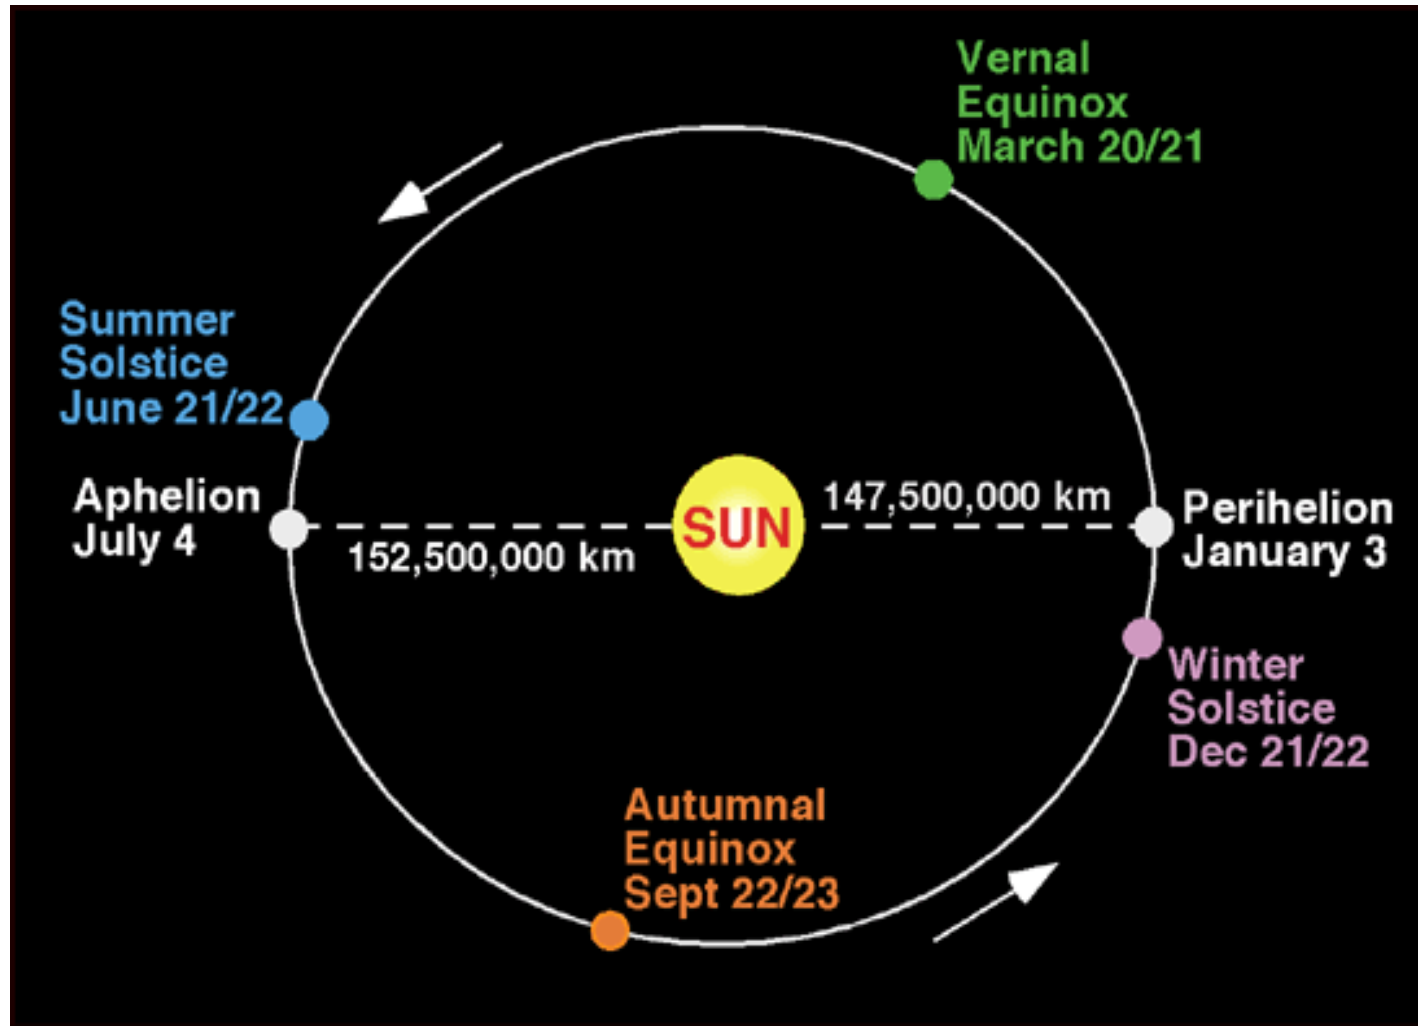 Vernal
Equinox
March 20/21
Summer
Solstice
June 21/22
Aphelion
July 4
152,500,000 km
SUN
147,500,000 km
Perihelion
January 3
Winter
Solstice
Dec 21/22
Autumnal
Equinox
Sept 22/23